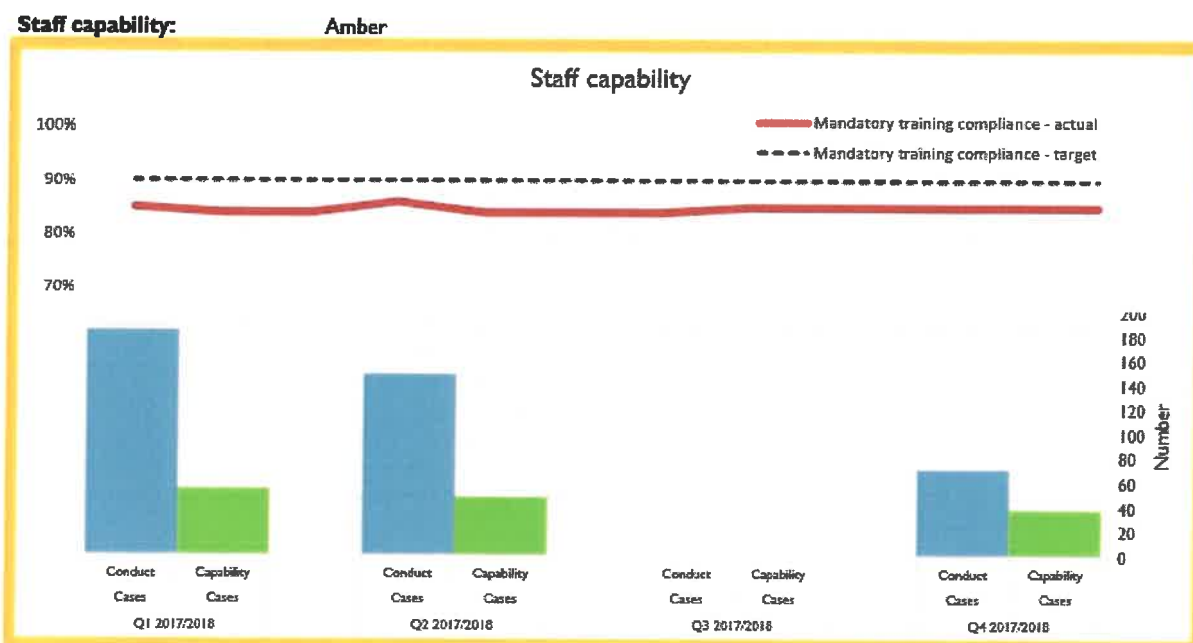 Staff capability: Amber
Staff capability
Mandatory training compliance - actual
Mandatory training compliance - target
100%
90%
80%
70%
200
180
160
140
120
100
80
60
40
20
0
Number
Conduct Cases Capability Cases Conduct Cases Capability Cases Conduct Cases Capability Cases Conduct Cases Capability Cases
Q1 2017/2018 Q2 2017/2018 Q3 2017/2018 Q4 2017/2018